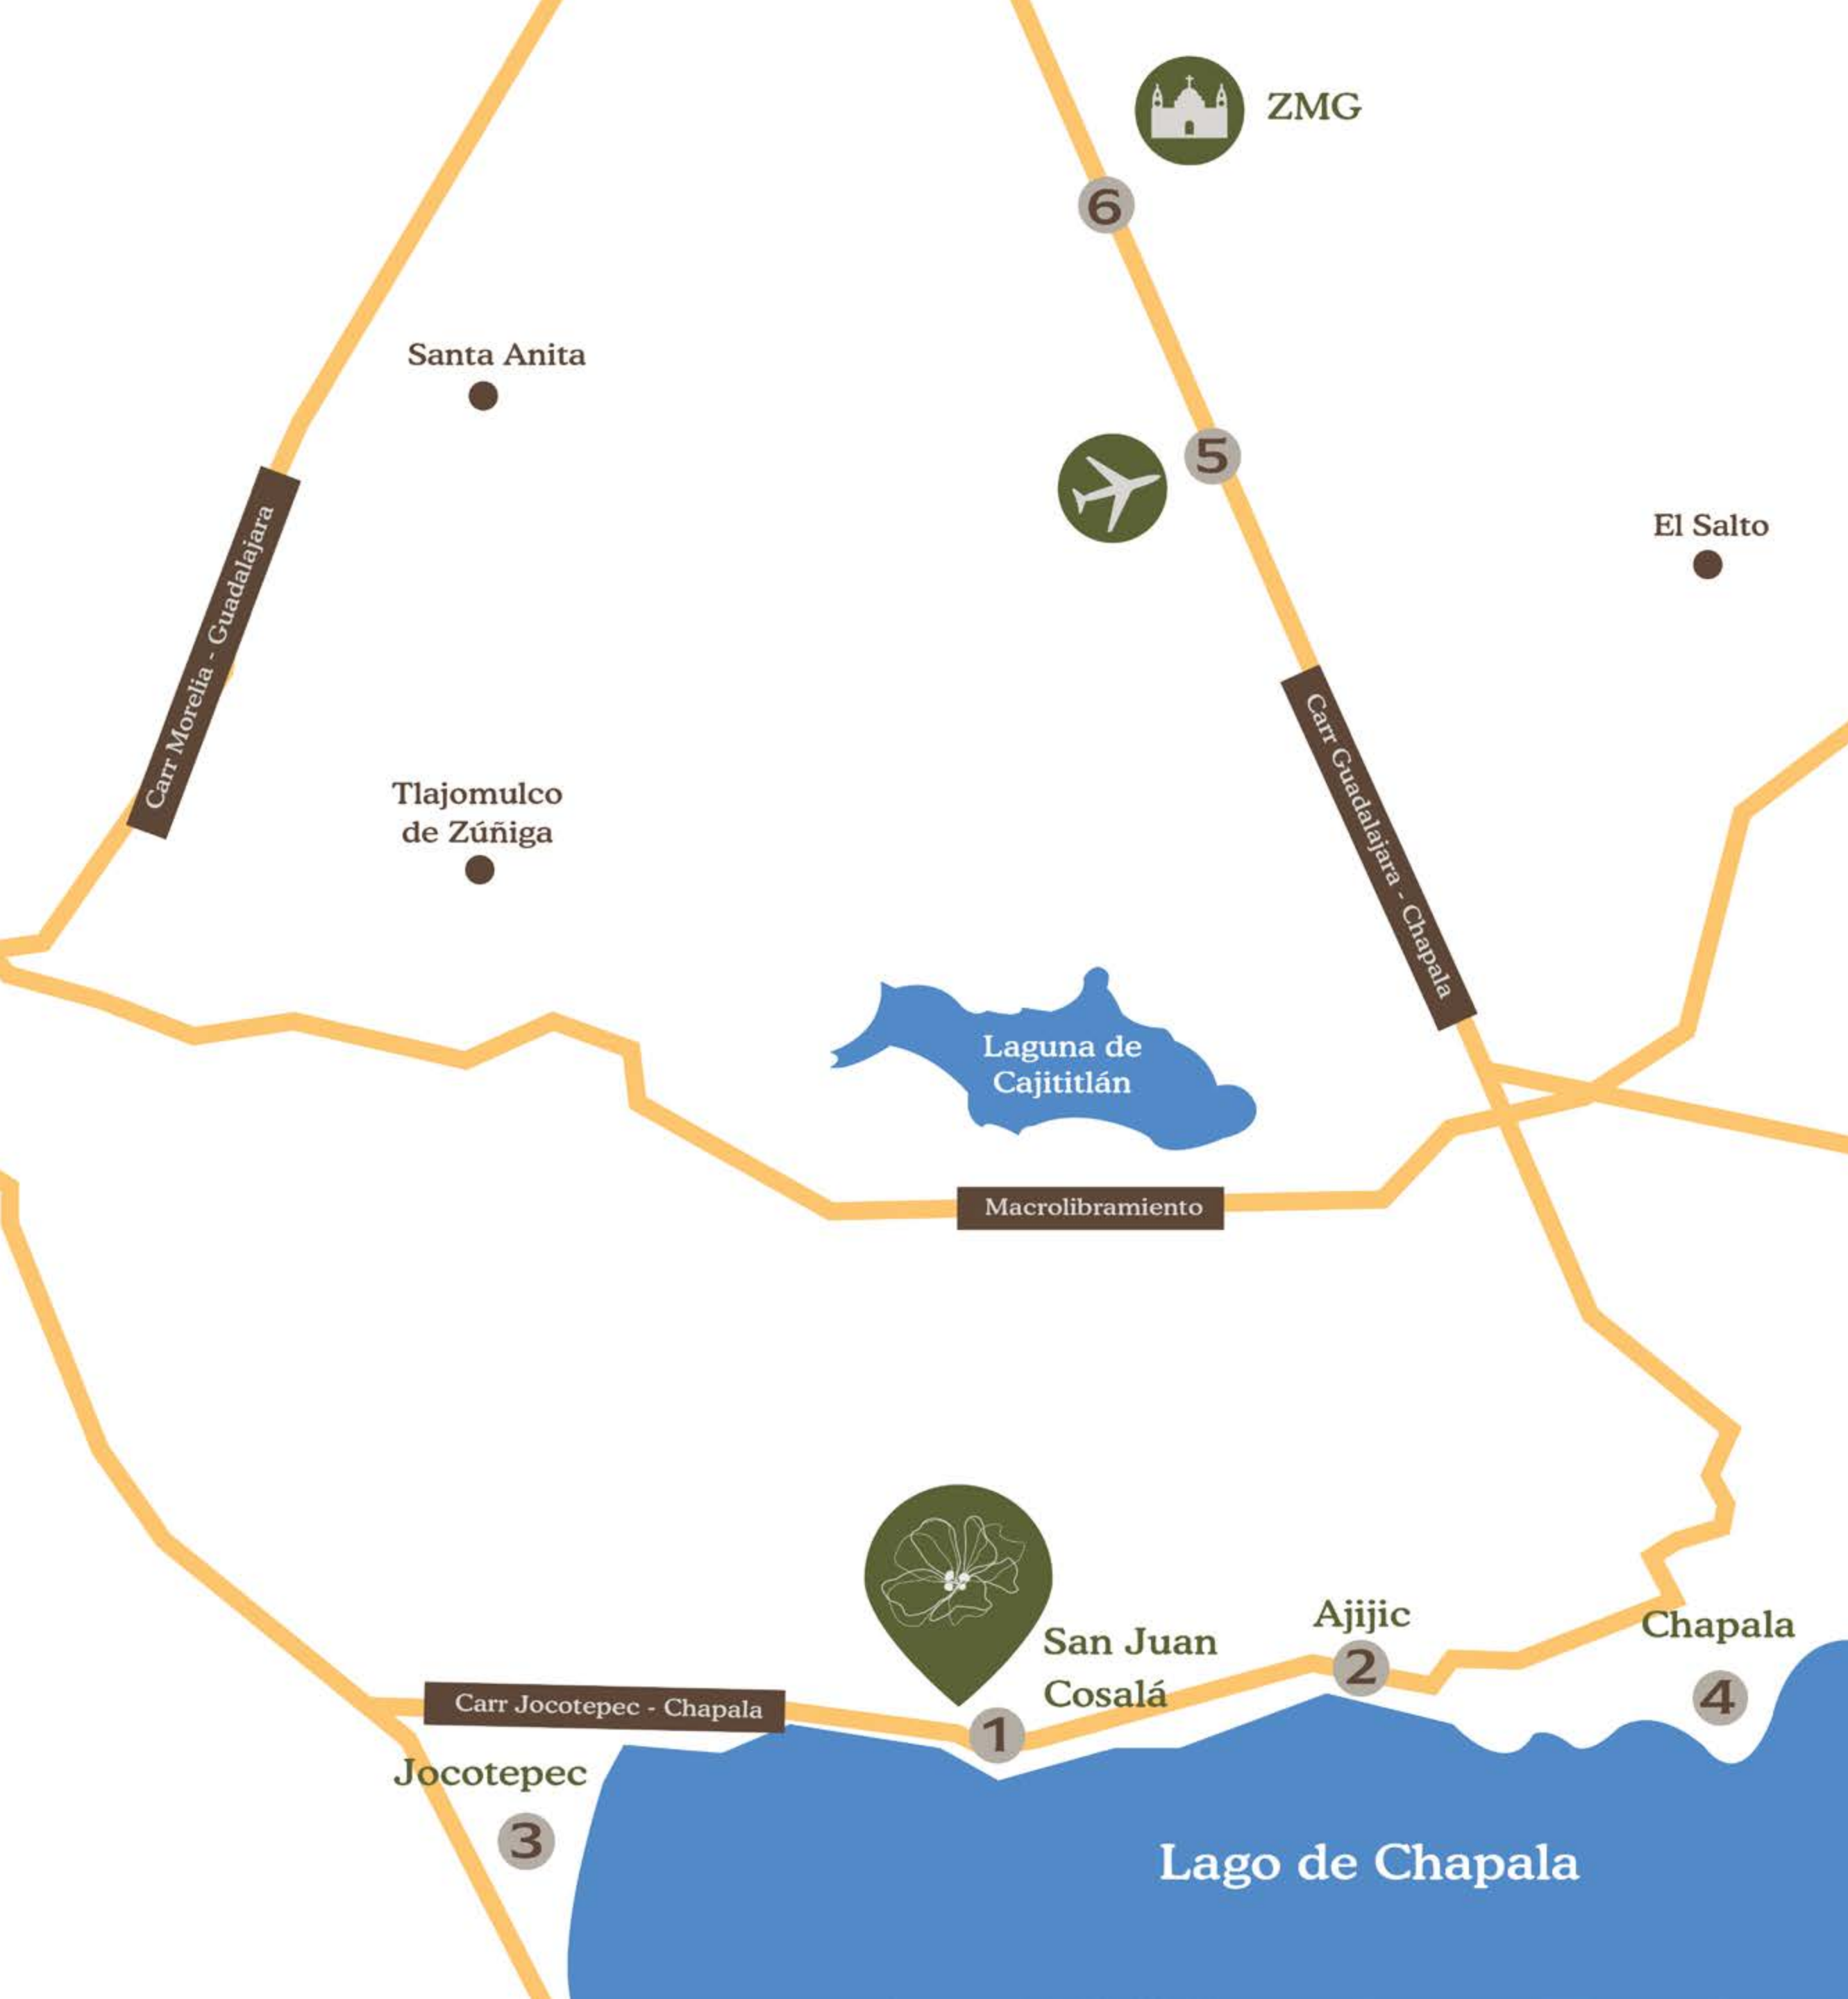 ZMG
6
Santa Anita
5
El Salto
Carr Morelia - Guadalajara
Carr Guadalajara - Chapala
Tlajomulco
de Zúñiga
Laguna de
Cajititlán
Macrolibramiento
San Juan
Cosalá
Ajijic
Chapala
2
4
Carr Jocotepec - Chapala
1
Jocotepec
3
Lago de Chapala